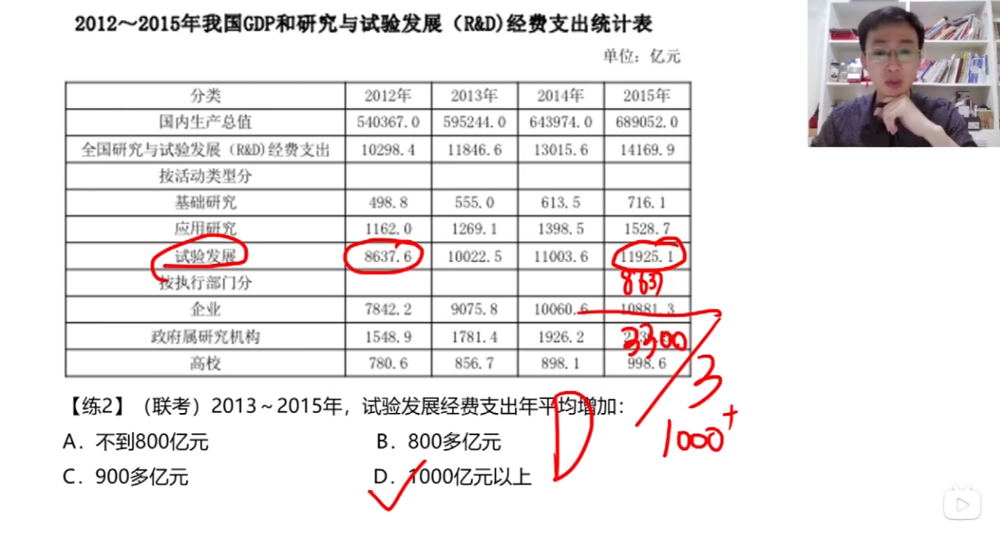 2012～2015年我国GDP和研究与试验发展（R&D)经费支出统计表
单位：亿元
分类 2012年 2013年 2014年 2015年
国内生产总值 540367.0 595244.0 643974.0 689052.0
全国研究与试验发展（R&D)经费支出 10298.4 11846.6 13015.6 14169.9
按活动类型分
基础研究 498.8 555.0 613.5 716.1
应用研究 1162.0 1269.1 1398.5 1528.7
试验发展 8637.6 10022.5 11003.6 11925.1
按执行部门分 8637
企业 7842.2 9075.8 10060.6 10881.3
政府属研究机构 1548.9 1781.4 1926.2
3300
高校 780.6 856.7 898.1 998.6
3
【练2】（联考）2013～2015年，试验发展经费支出年平均增加：
1000+
A．不到800亿元 B．800多亿元
D
C．900多亿元 D．1000亿元以上